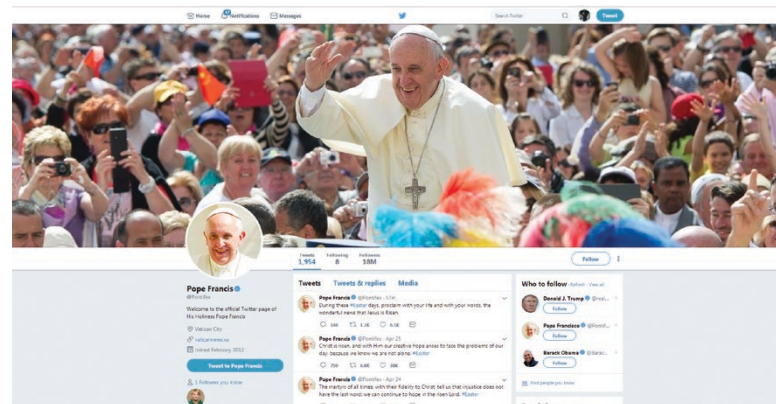 Home Notifications Messages
Search Twitter
Tweet
Tweets Following Followers
1,954 8 18M
Follow
Pope Francis
@Pontifex
Welcome to the official Twitter page of
His Holiness Pope Francis
Vatican City
vaticannews.va
Joined February 2012
Tweet to Pope Francis
Followers you know
Tweets Tweets & replies Media
Pope Francis @Pontifex
During these #Easter days, proclaim with your life and with your words, the
wonderful news that Jesus is Risen.
Pope Francis @Pontifex · Apr 25
Christ is risen, and with Him our creative hope arises to face the problems of our
day, because we know we are not alone. #Easter
Pope Francis @Pontifex · Apr 24
The martyrs of all times, with their fidelity to Christ, tell us that injustice does not
have the last word: we can continue to hope in the Risen Lord. #Easter
Who to follow · Refresh · View all
Donald J. Trump
Follow
Pope Francisco @Pontif...
Follow
Barack Obama @Barac...
Follow
Find people you know